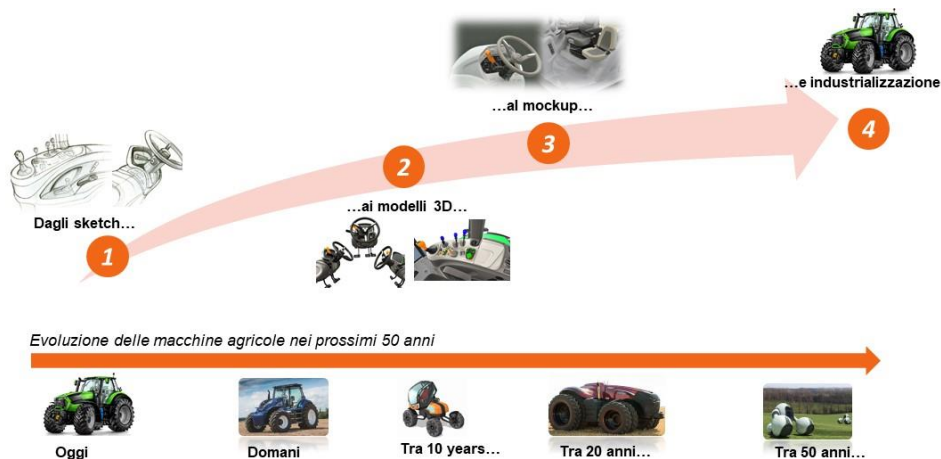 ...e industrializzazione
...al mockup...
4
3
2
Dagli sketch...
...ai modelli 3D...
1
Evoluzione delle macchine agricole nei prossimi 50 anni
Oggi
Domani
Tra 10 years...
Tra 20 anni...
Tra 50 anni...